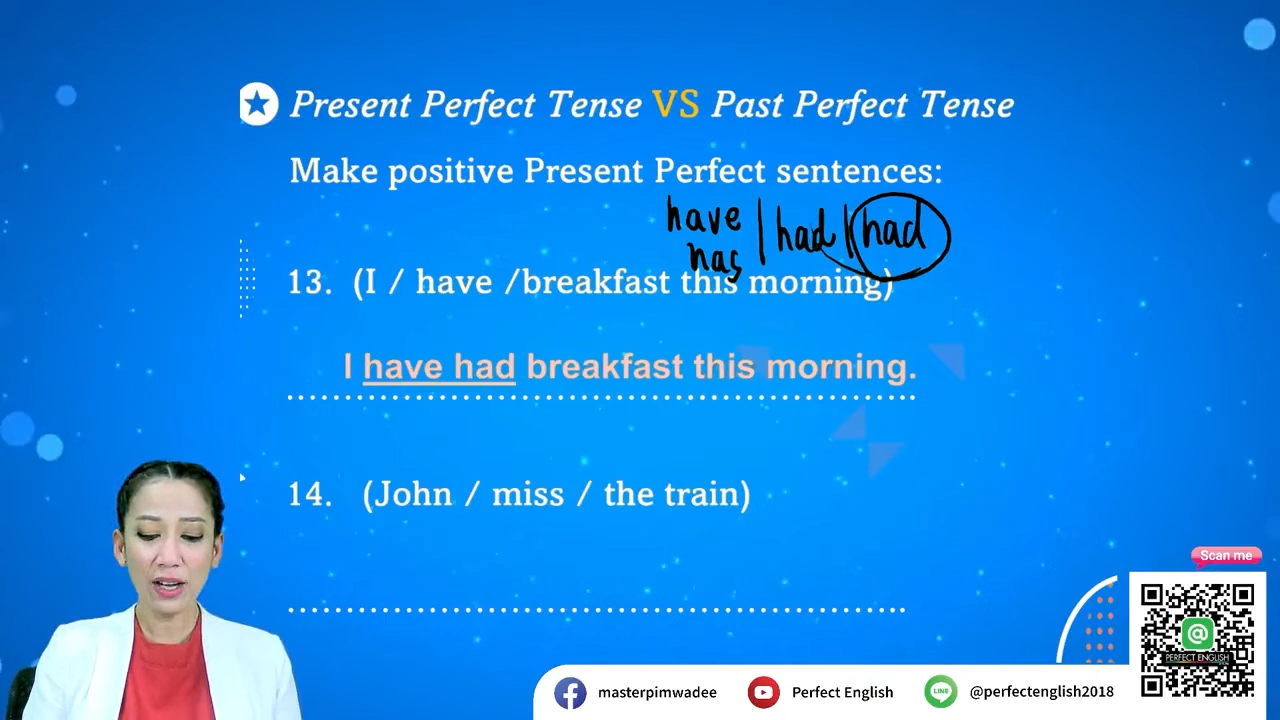 Present Perfect Tense VS Past Perfect Tense
Make positive Present Perfect sentences:
have | had | had
has
13. (I / have /breakfast this morning)
I have had breakfast this morning.
14. (John / miss / the train)
Scan me
@
PERFECT ENGLISH
masterpimwadee
Perfect English
LINE
@perfectenglish2018